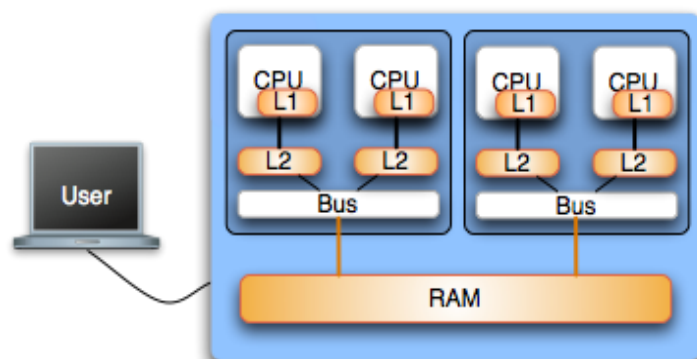 CPU CPU CPU CPU
L1 L1 L1 L1
L2 L2 L2 L2
User
Bus Bus
RAM